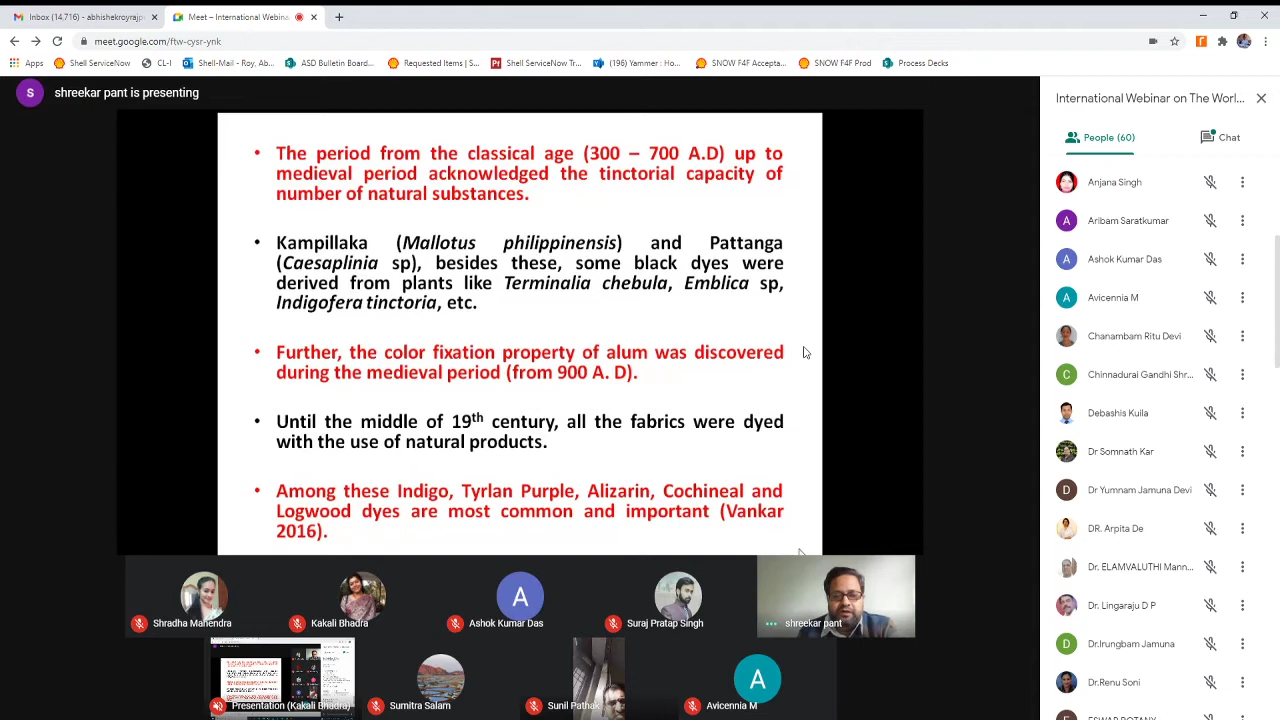 Inbox (14,716) - abhishekroyrajp
Meet – International Webina
meet.google.com/ftw-cysr-ynk
Apps
Shell ServiceNow
CL-I
Shell-Mail - Roy, Ab...
ASD Bulletin Board...
Requested Items | S...
Shell ServiceNow Tr...
(196) Yammer : Ho...
SNOW F4F Accepta...
SNOW F4F Prod
Process Decks
S
shreekar pant is presenting
• The period from the classical age (300 – 700 A.D) up to
medieval period acknowledged the tinctorial capacity of
number of natural substances.
• Kampillaka (Mallotus philippinensis) and Pattanga
(Caesaplinia sp), besides these, some black dyes were
derived from plants like Terminalia chebula, Emblica sp,
Indigofera tinctoria, etc.
• Further, the color fixation property of alum was discovered
during the medieval period (from 900 A. D).
• Until the middle of 19th century, all the fabrics were dyed
with the use of natural products.
• Among these Indigo, Tyrlan Purple, Alizarin, Cochineal and
Logwood dyes are most common and important (Vankar
2016).
Shradha Mahendra
Kakali Bhadra
A
Ashok Kumar Das
Suraj Pratap Singh
shreekar pant
Presentation (Kakali Bhadra)
Sumitra Salam
Sunil Pathak
A
Avicennia M
International Webinar on The Worl...
People (60)
Chat
Anjana Singh
A
Aribam Saratkumar
A
Ashok Kumar Das
A
Avicennia M
Chanambam Ritu Devi
C
Chinnadurai Gandhi Shr...
Debashis Kuila
Dr Somnath Kar
D
Dr Yumnam Jamuna Devi
DR. Arpita De
Dr. ELAMVALUTHI Mann...
Dr. Lingaraju D P
D
Dr.Irungbam Jamuna
Dr.Renu Soni